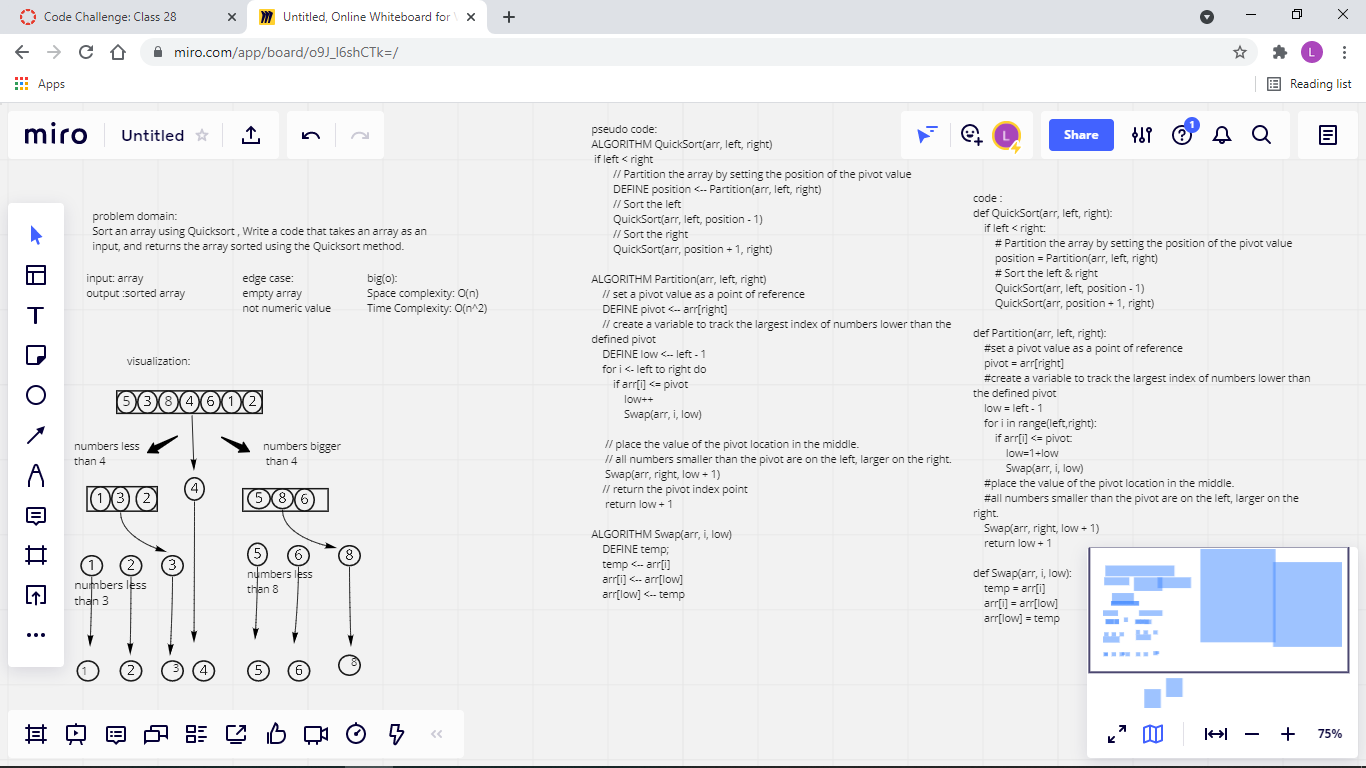 Code Challenge: Class 28
Untitled, Online Whiteboard for
miro.com/app/board/o9J_l6shCTk=/
L
Apps
Reading list
miro
Untitled
L
Share
1
problem domain:
Sort an array using Quicksort , Write a code that takes an array as an
input, and returns the array sorted using the Quicksort method.
input: array
output :sorted array
edge case:
empty array
not numeric value
big(o):
Space complexity: O(n)
Time Complexity: O(n^2)
visualization:
5 3 8 4 6 1 2
numbers less
than 4
numbers bigger
than 4
4
1 3 2
5 8 6
1 2 3
5 6 8
numbers less
than 3
numbers less
than 8
1 2 3 4 5 6 8
pseudo code:
ALGORITHM QuickSort(arr, left, right)
if left < right
// Partition the array by setting the position of the pivot value
DEFINE position <-- Partition(arr, left, right)
// Sort the left
QuickSort(arr, left, position - 1)
// Sort the right
QuickSort(arr, position + 1, right)
ALGORITHM Partition(arr, left, right)
// set a pivot value as a point of reference
DEFINE pivot <-- arr[right]
// create a variable to track the largest index of numbers lower than the
defined pivot
DEFINE low <-- left - 1
for i <- left to right do
if arr[i] <= pivot
low++
Swap(arr, i, low)
// place the value of the pivot location in the middle.
// all numbers smaller than the pivot are on the left, larger on the right.
Swap(arr, right, low + 1)
// return the pivot index point
return low + 1
ALGORITHM Swap(arr, i, low)
DEFINE temp;
temp <-- arr[i]
arr[i] <-- arr[low]
arr[low] <-- temp
code :
def QuickSort(arr, left, right):
if left < right:
# Partition the array by setting the position of the pivot value
position = Partition(arr, left, right)
# Sort the left & right
QuickSort(arr, left, position - 1)
QuickSort(arr, position + 1, right)
def Partition(arr, left, right):
#set a pivot value as a point of reference
pivot = arr[right]
#create a variable to track the largest index of numbers lower than
the defined pivot
low = left - 1
for i in range(left,right):
if arr[i] <= pivot:
low=1+low
Swap(arr, i, low)
#place the value of the pivot location in the middle.
#all numbers smaller than the pivot are on the left, larger on the
right.
Swap(arr, right, low + 1)
return low + 1
def Swap(arr, i, low):
temp = arr[i]
arr[i] = arr[low]
arr[low] = temp
75%